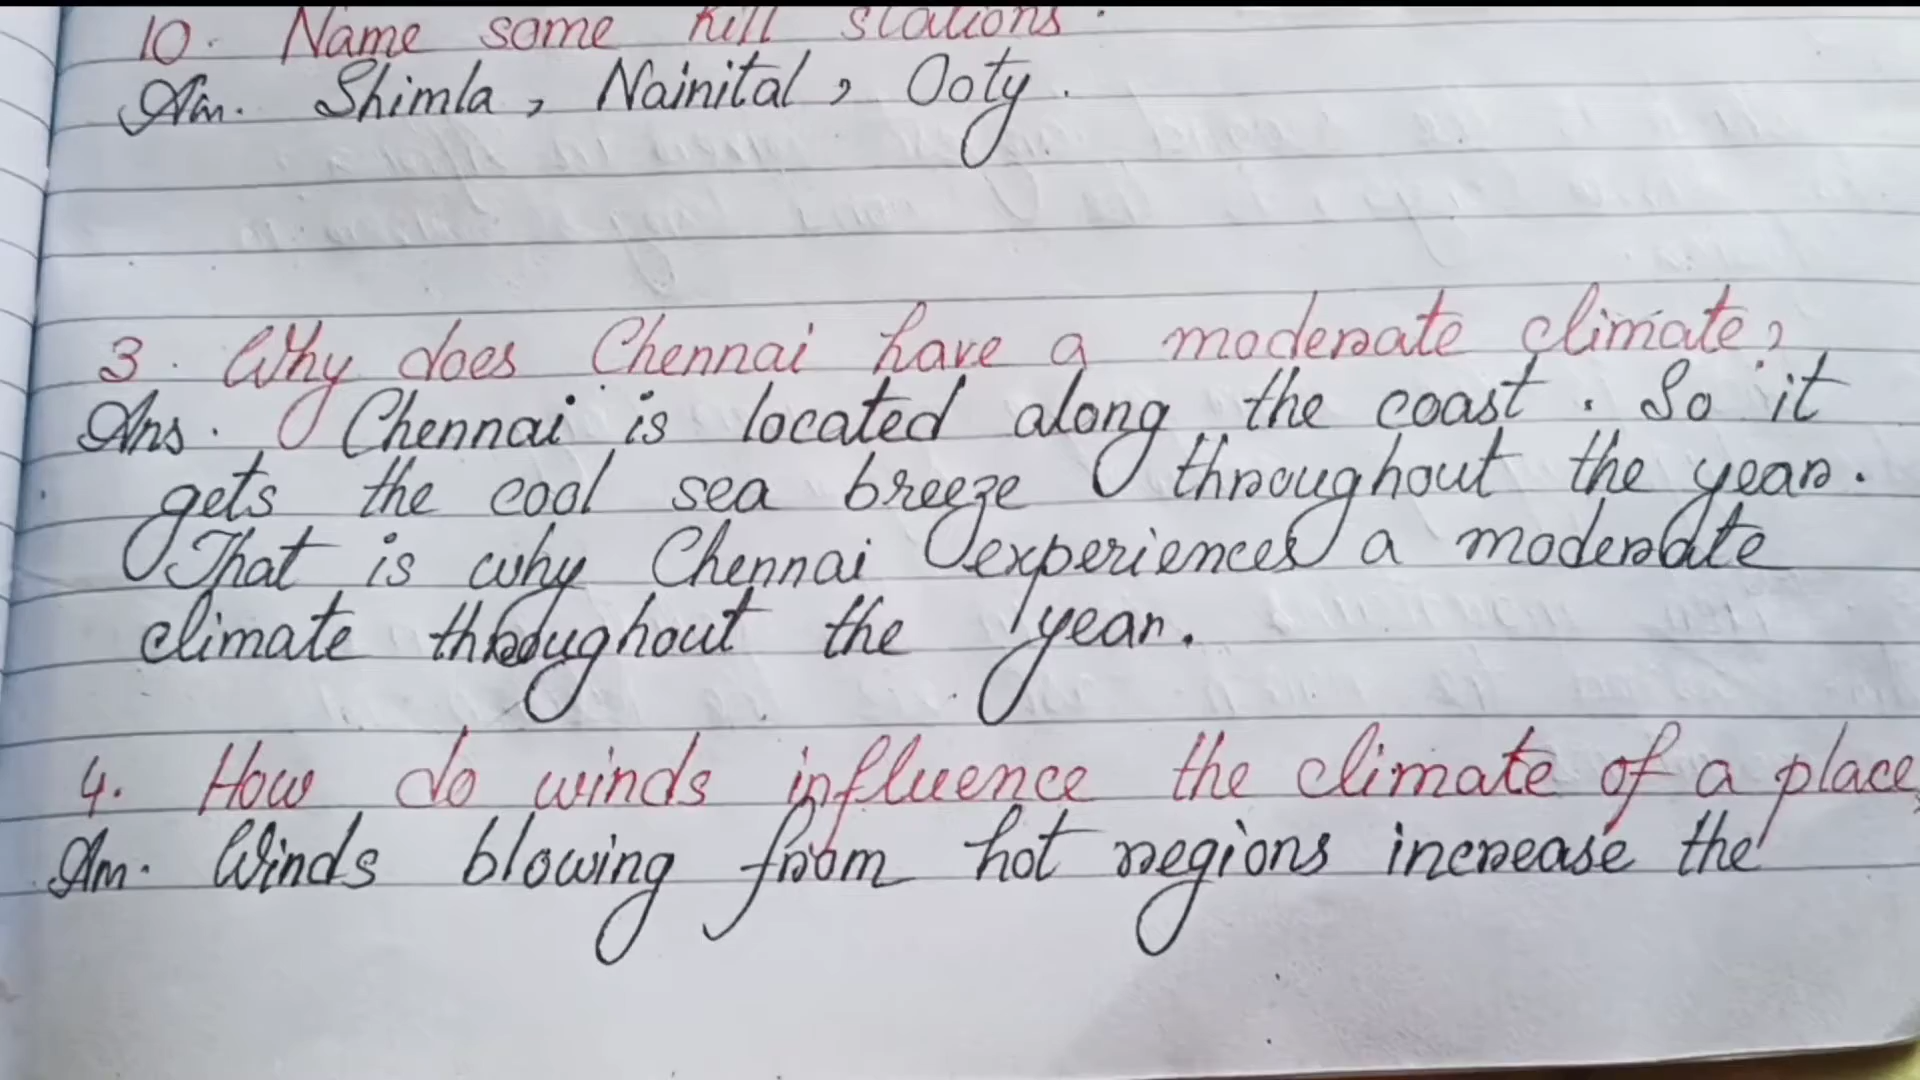 10. Name some hill stations.
Ans. Shimla, Nainital, Ooty.
3. Why does Chennai have a moderate climate?
Ans. Chennai is located along the coast. So it
gets the cool sea breeze throughout the year.
That is why Chennai experiences a moderate
climate throughout the year.
4. How do winds influence the climate of a place?
Ans. Winds blowing from hot regions increase the